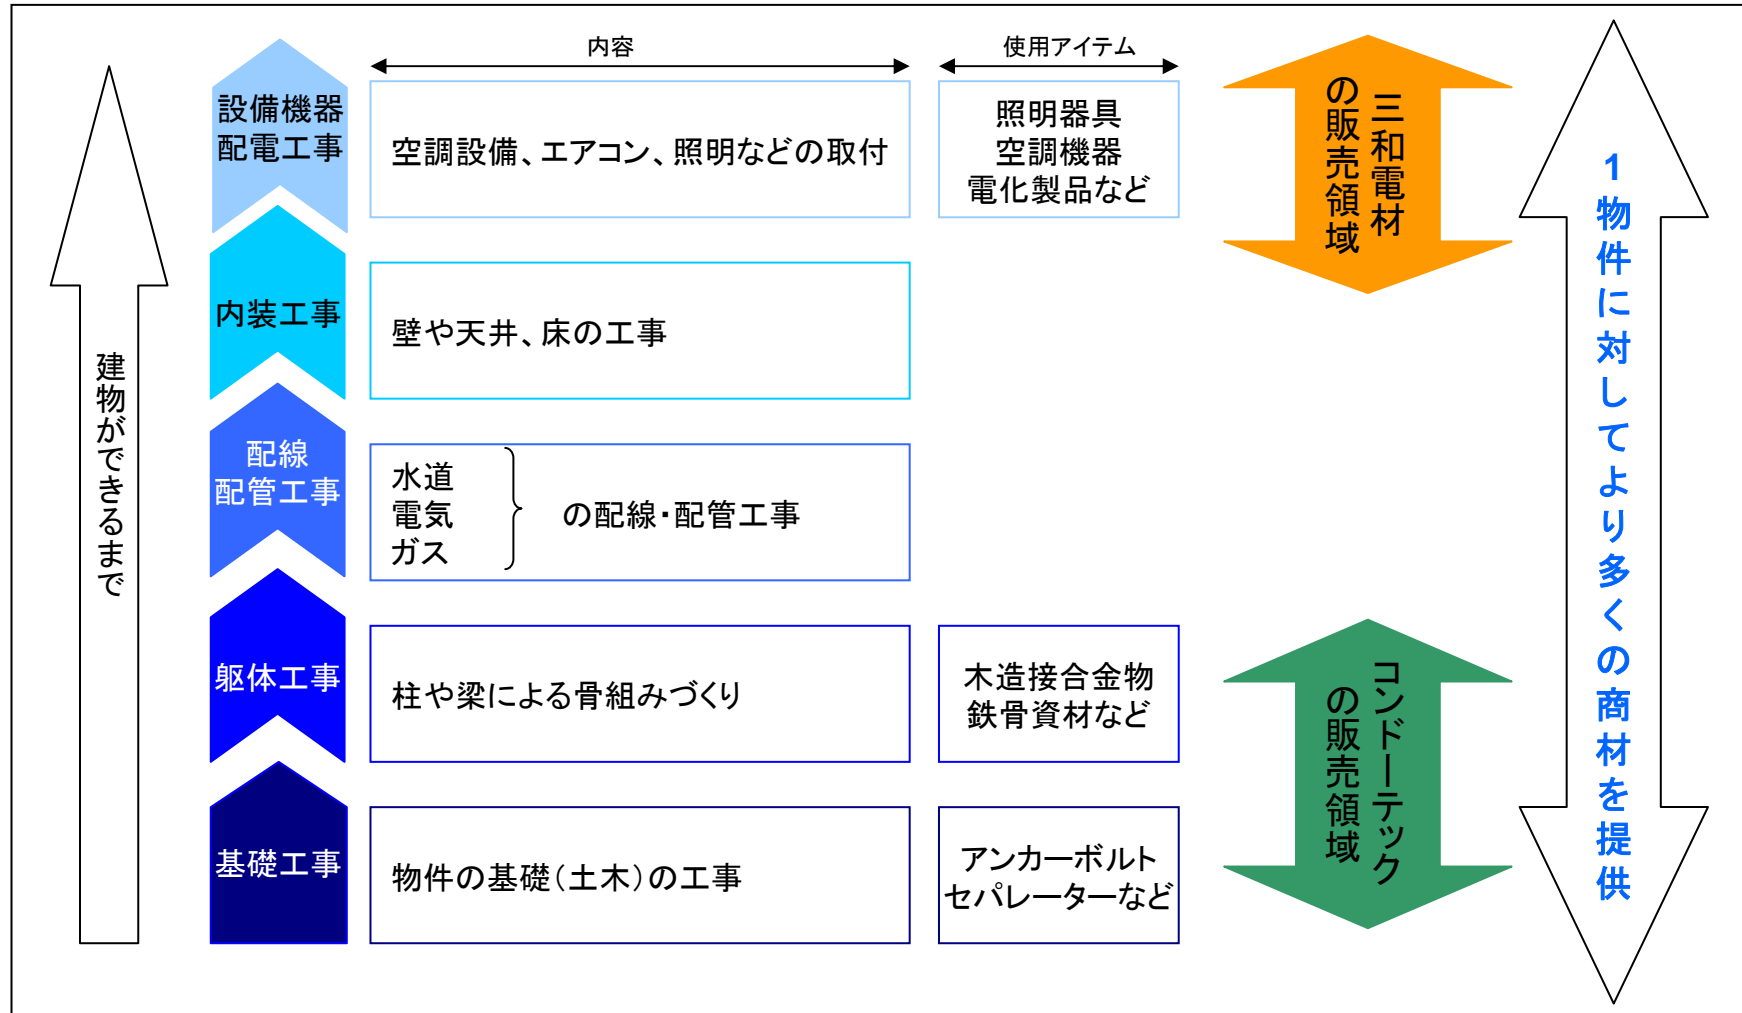 内容
使用アイテム
設備機器
配電工事
空調設備、エアコン、照明などの取付
照明器具
空調機器
電化製品など
内装工事
壁や天井、床の工事
配線
配管工事
水道
電気
ガス
の配線・配管工事
躯体工事
柱や梁による骨組みづくり
木造接合金物
鉄骨資材など
基礎工事
物件の基礎(土木)の工事
アンカーボルト
セパレーターなど
建物ができるまで
三和電材
の販売領域
コンドーテック
の販売領域
1物件に対してより多くの商材を提供